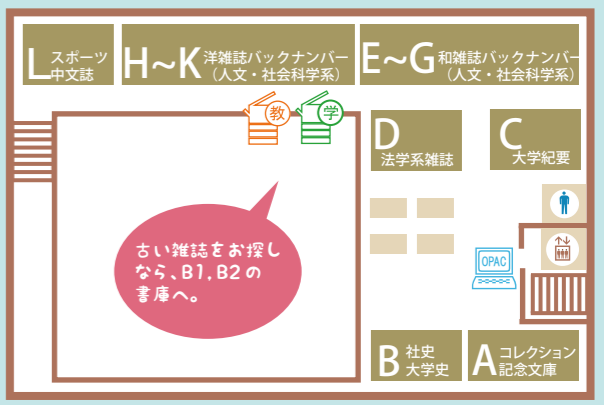 L スポーツ
中文誌
H~K 洋雑誌バックナンバー
（人文・社会科学系）
E~G 和雑誌バックナンバー
（人文・社会科学系）
教
学
D
法学系雑誌
C
大学紀要
古い雑誌をお探し
なら、B1, B2の
書庫へ。
OPAC
B 社史
大学史
A コレクション
記念文庫